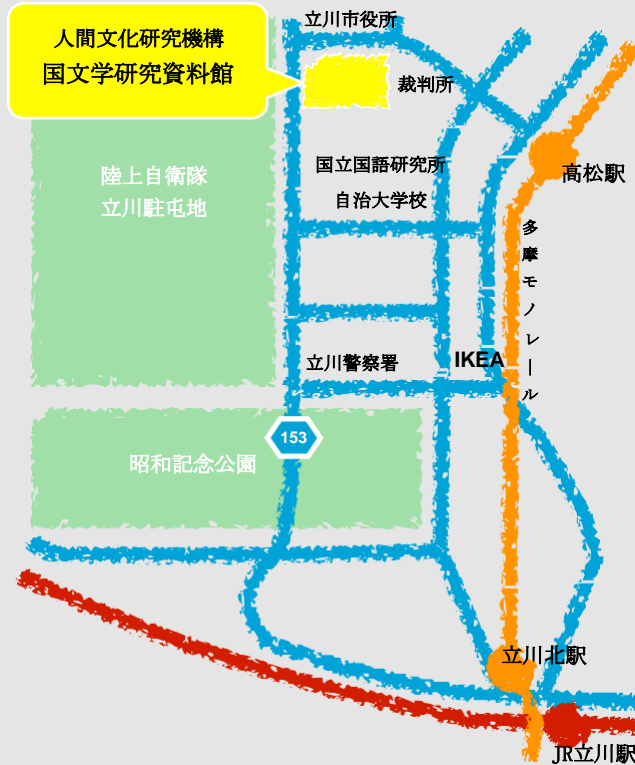 立川市役所
人間文化研究機構
国文学研究資料館
裁判所
国立国語研究所
自治大学校
高松駅
陸上自衛隊
立川駐屯地
多摩モノレール
立川警察署
IKEA
153
昭和記念公園
立川北駅
JR立川駅